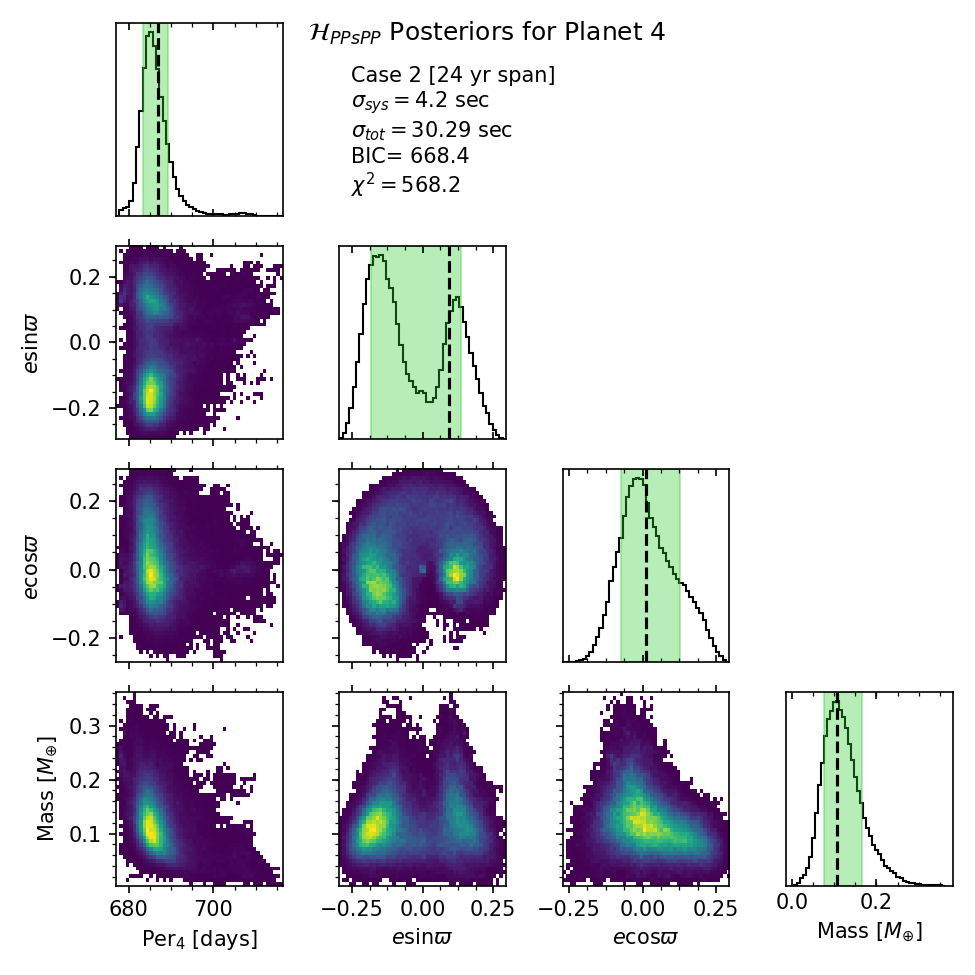 𝓗PPsPP Posteriors for Planet 4
Case 2 [24 yr span]
σsys = 4.2 sec
σtot = 30.29 sec
BIC= 668.4
χ² = 568.2
0.2
0.0
−0.2
esinϖ
0.2
0.0
−0.2
ecosϖ
0.3
0.2
0.1
Mass [M⊕]
680 700
Per₄ [days]
−0.25 0.00 0.25
esinϖ
−0.25 0.00 0.25
ecosϖ
0.0 0.2
Mass [M⊕]